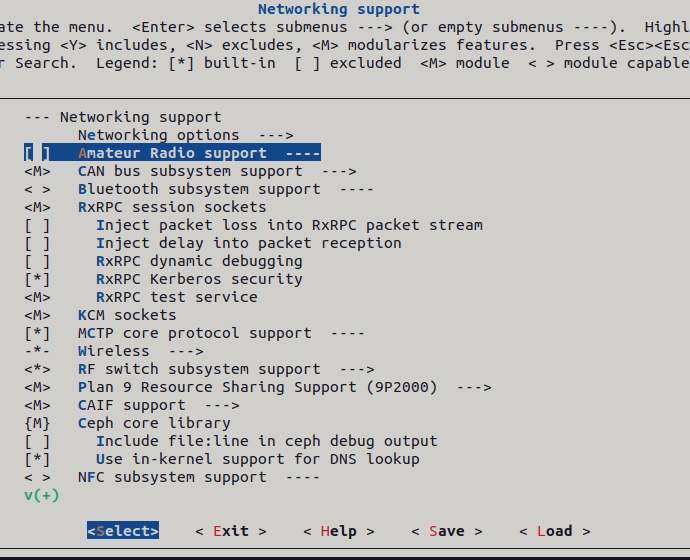 Networking support
ate the menu.  <Enter> selects submenus ---> (or empty submenus ----).  Highl
essing <Y> includes, <N> excludes, <M> modularizes features.  Press <Esc><Esc
r Search.  Legend: [*] built-in  [ ] excluded  <M> module  < > module capable
--- Networking support
      Networking options  --->
[ ]   Amateur Radio support  ----
<M>   CAN bus subsystem support  --->
< >   Bluetooth subsystem support  ----
<M>   RxRPC session sockets
[ ]     Inject packet loss into RxRPC packet stream
[ ]     Inject delay into packet reception
[ ]     RxRPC dynamic debugging
[*]     RxRPC Kerberos security
<M>     RxRPC test service
<M>   KCM sockets
[*]   MCTP core protocol support  ----
-*-   Wireless  --->
<*>   RF switch subsystem support  --->
<M>   Plan 9 Resource Sharing Support (9P2000)  --->
<M>   CAIF support  --->
{M}   Ceph core library
[ ]     Include file:line in ceph debug output
[*]     Use in-kernel support for DNS lookup
< >   NFC subsystem support  ----
v(+)
<Select>    < Exit >    < Help >    < Save >    < Load >